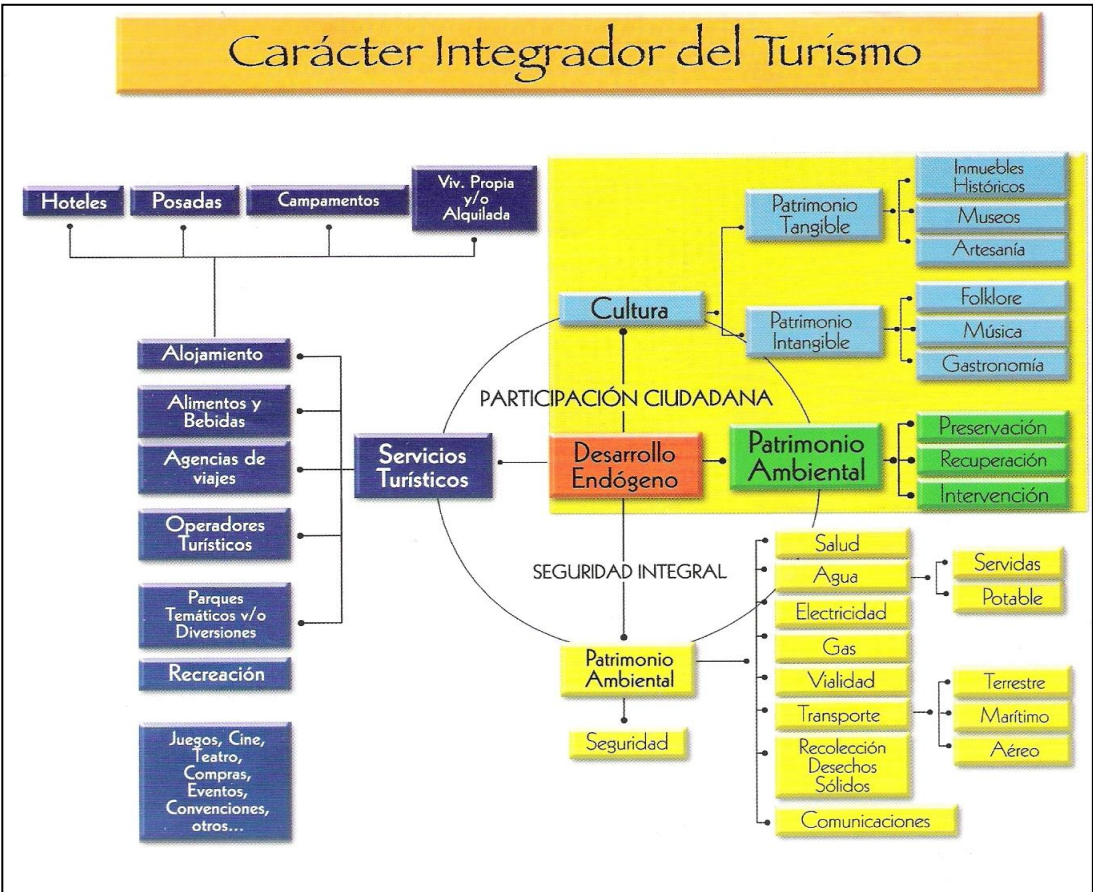 Carácter Integrador del Turismo
Hoteles
Posadas
Campamentos
Viv. Propia
y/o
Alquilada
Alojamiento
Alimentos y
Bebidas
Agencias de
viajes
Operadores
Turísticos
Parques
Temáticos v/o
Diversiones
Recreación
Juegos, Cine,
Teatro,
Compras,
Eventos,
Convenciones,
otros...
Servicios
Turísticos
Cultura
PARTICIPACIÓN CIUDADANA
Desarrollo
Endógeno
SEGURIDAD INTEGRAL
Patrimonio
Tangible
Inmuebles
Históricos
Museos
Artesanía
Patrimonio
Intangible
Folklore
Música
Gastronomía
Patrimonio
Ambiental
Preservación
Recuperación
Intervención
Patrimonio
Ambiental
Seguridad
Salud
Agua
Servidas
Potable
Electricidad
Gas
Vialidad
Transporte
Terrestre
Marítimo
Aéreo
Recolección
Desechos
Sólidos
Comunicaciones